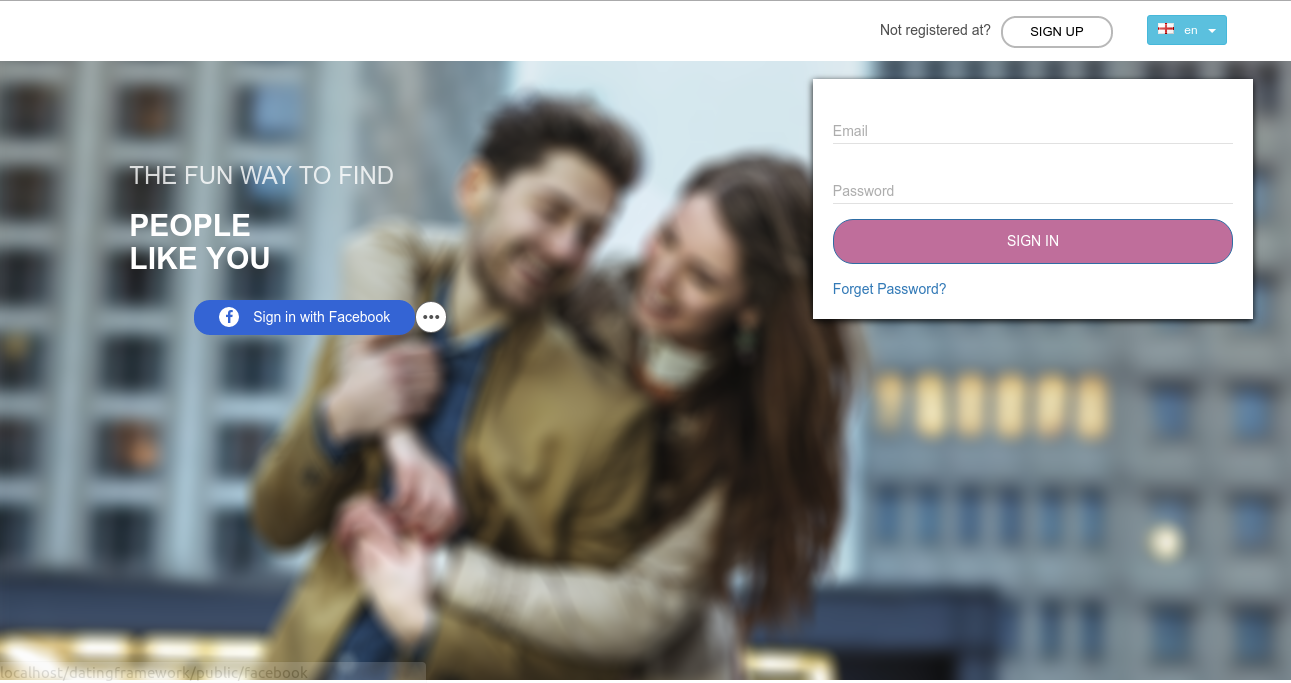 Not registered at? SIGN UP en
Email
THE FUN WAY TO FIND
Password
PEOPLE
LIKE YOU
SIGN IN
Forget Password?
Sign in with Facebook
localhost/datingframework/public/facebook